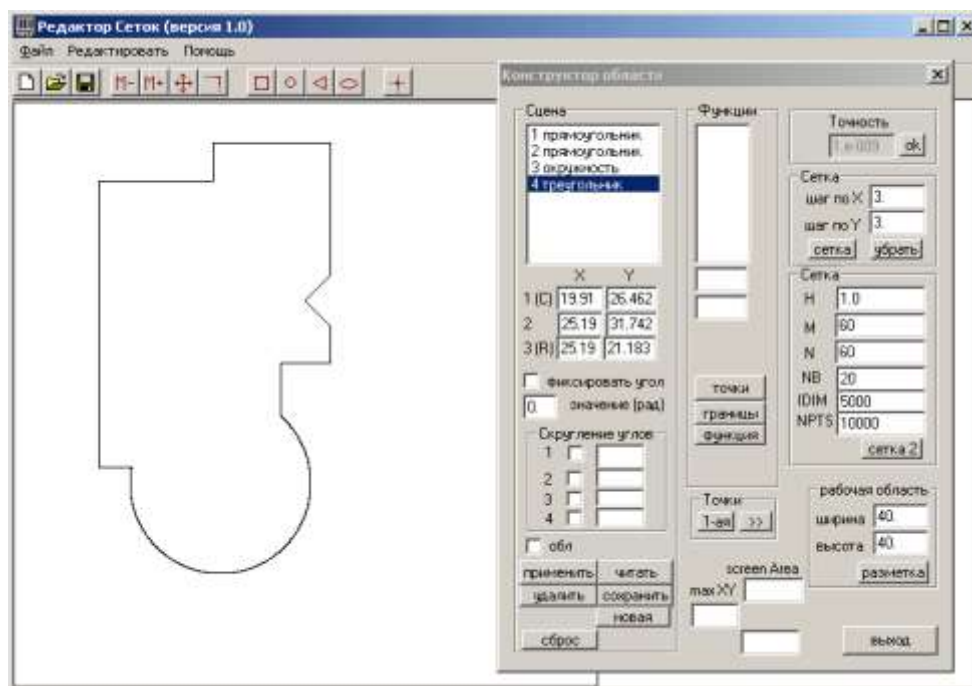 Редактор Сеток (версия 1.0)
Файл Редактировать Помощь
M- M+
Конструктор области
Сцена
1 прямоугольник
2 прямоугольник
3 окружность
4 треугольник
X Y
1 (C) 19.91 26.462
2 25.19 31.742
3 (R) 25.19 21.183
фиксировать угол
0. значение (рад)
Скругление углов
1
2
3
4
обл
применить читать
удалить сохранить
новая
сброс
Функции
точки
границы
функция
Точки
1-ая >>
screen Area
max XY
Точность
1.e-009 ok
Сетка
шаг по X 3.
шаг по Y 3.
сетка убрать
Сетка
H 1.0
M 60
N 60
NB 20
IDIM 5000
NPTS 10000
сетка 2
рабочая область
ширина 40.
высота 40.
разметка
выход